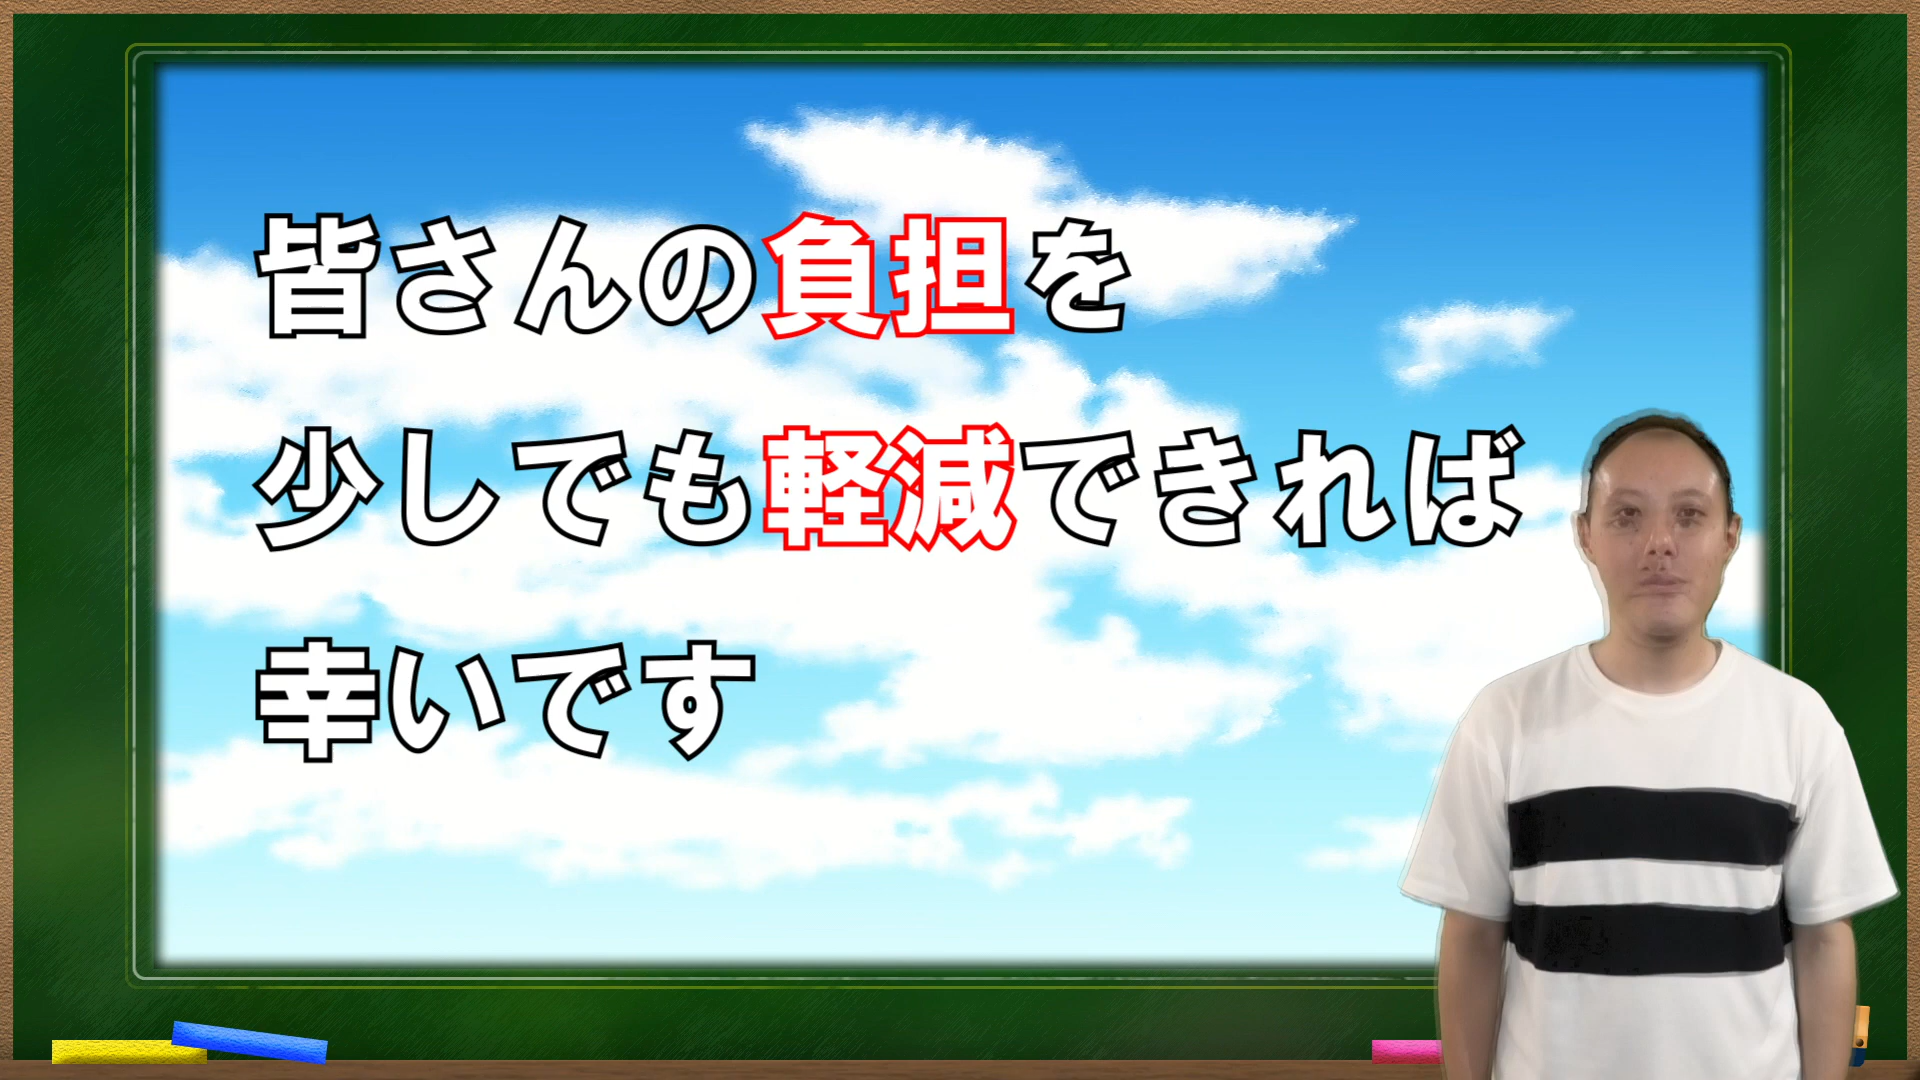 皆さんの負担を
少しでも軽減できれば
幸いです